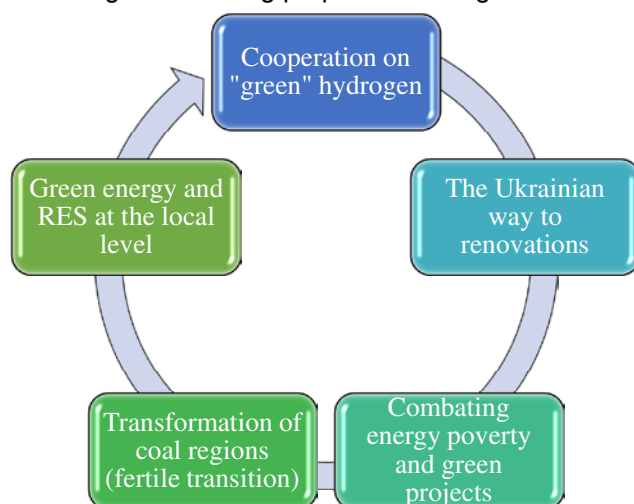 Cooperation on
"green" hydrogen
The Ukrainian
way to
renovations
Combating
energy poverty
and green
projects
Transformation of
coal regions
(fertile transition)
Green energy and
RES at the local
level